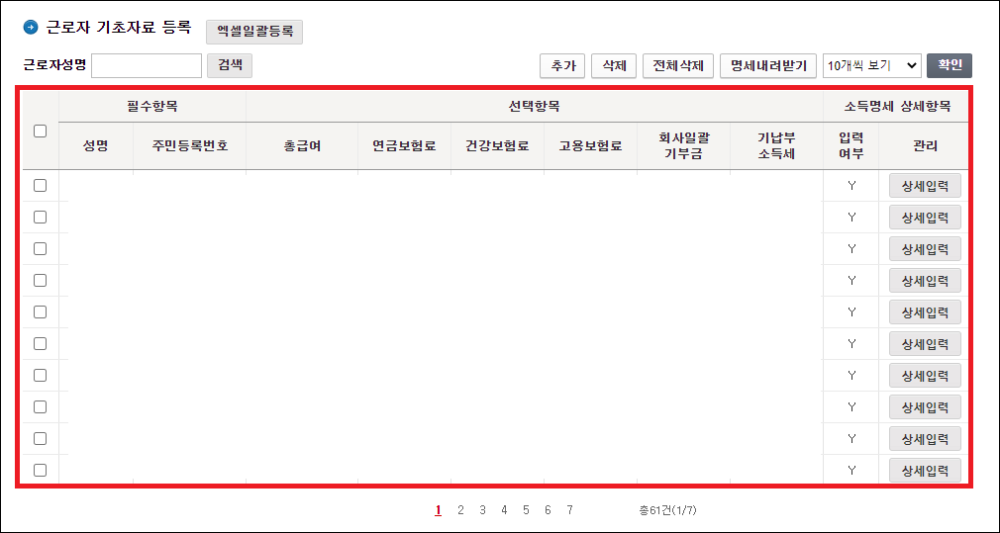 근로자 기초자료 등록 엑셀일괄등록
근로자성명 검색 추가 삭제 전체삭제 명세내려받기 10개씩 보기 확인
필수항목 선택항목 소득명세 상세항목
성명 주민등록번호 총급여 연금보험료 건강보험료 고용보험료 회사일괄 기부금 기납부 소득세 입력 여부 관리
Y 상세입력
Y 상세입력
Y 상세입력
Y 상세입력
Y 상세입력
Y 상세입력
Y 상세입력
Y 상세입력
Y 상세입력
Y 상세입력
1 2 3 4 5 6 7 총61건(1/7)